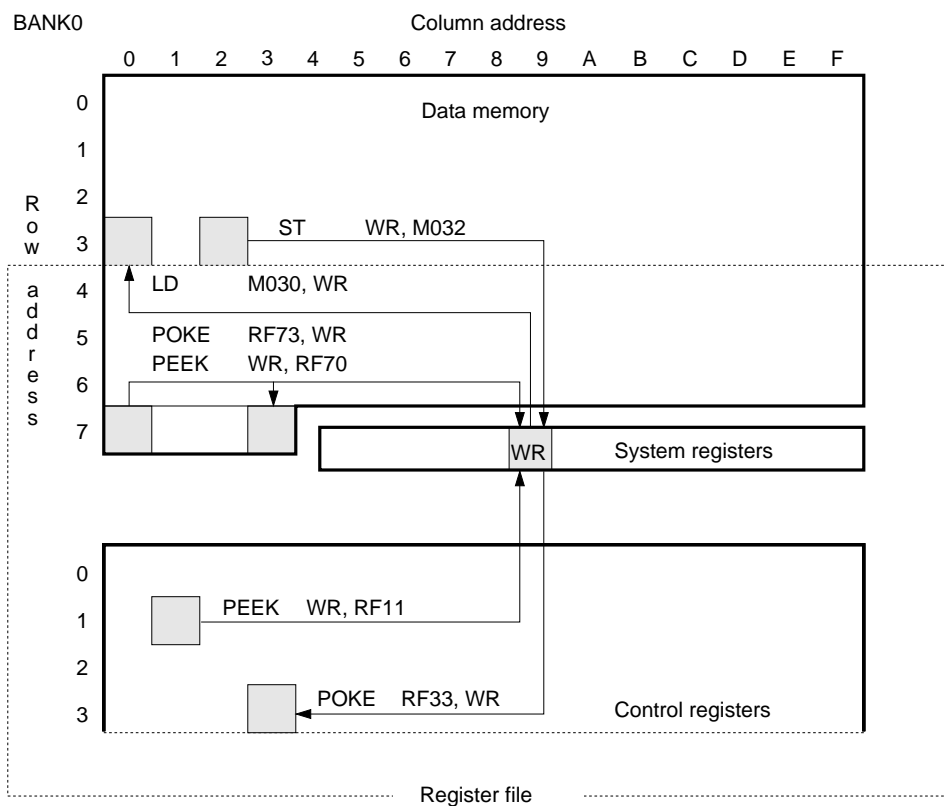 BANK0
Column address
0 1 2 3 4 5 6 7 8 9 A B C D E F
Row address
0
Data memory
1
2
3
ST WR, M032
4
LD M030, WR
5
POKE RF73, WR
PEEK WR, RF70
6
7
WR
System registers
0
1
PEEK WR, RF11
2
3
POKE RF33, WR
Control registers
Register file